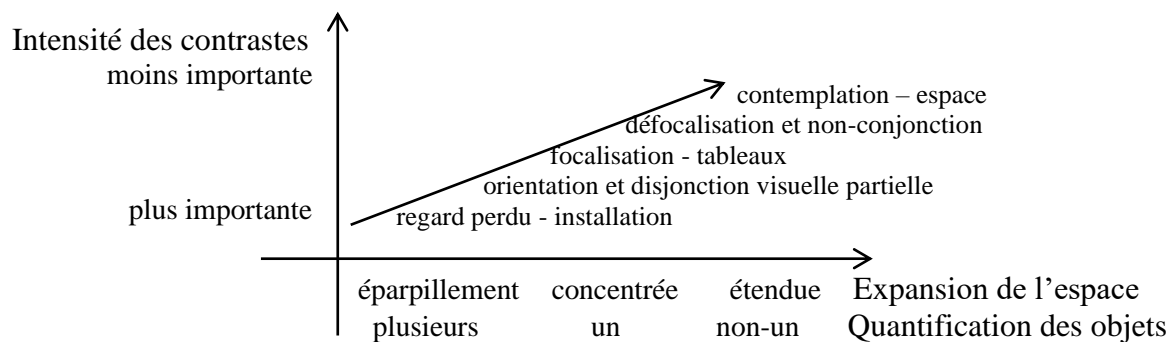 Intensité des contrastes
moins importante
contemplation – espace
défocalisation et non-conjonction
focalisation - tableaux
orientation et disjonction visuelle partielle
plus importante
regard perdu - installation
éparpillement concentrée étendue Expansion de l’espace
plusieurs un non-un Quantification des objets